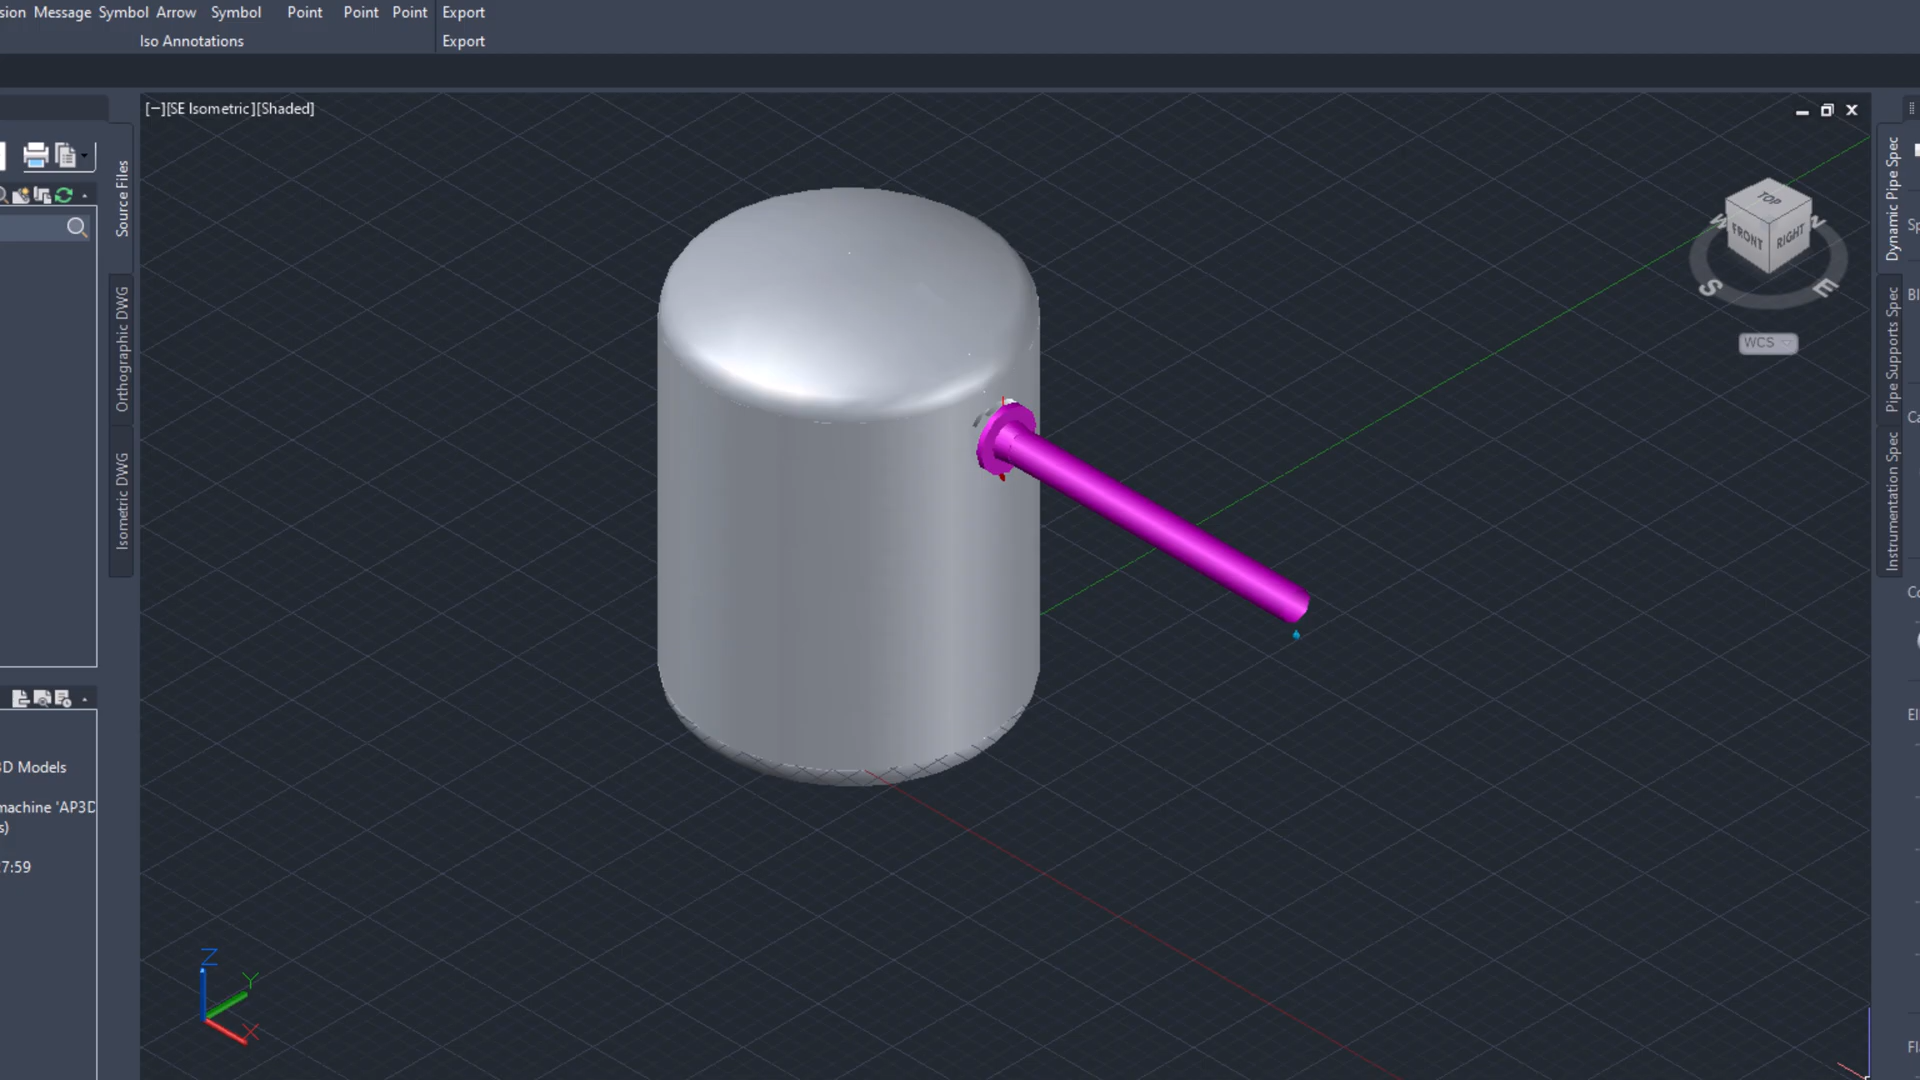 sion Message Symbol Arrow Symbol Point Point Point Export
Iso Annotations Export
[−][SE Isometric][Shaded]
Source Files
Orthographic DWG
Isometric DWG
3D Models
machine 'AP3D
s)
7:59
TOP
FRONT
RIGHT
W
N
S
E
WCS
Dynamic Pipe Spec
Pipe Supports Spec
Instrumentation Spec
Sp
Bl
Ca
Co
El
Fl
Z
Y
X